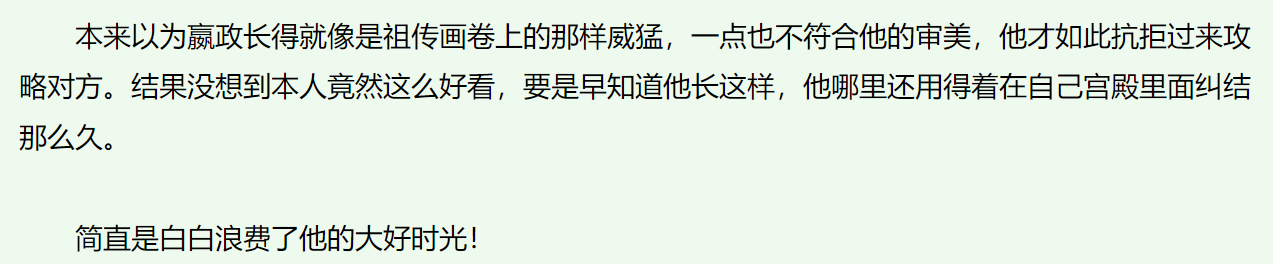 本来以为嬴政长得就像是祖传画卷上的那样威猛，一点也不符合他的审美，他才如此抗拒过来攻
略对方。结果没想到本人竟然这么好看，要是早知道他长这样，他哪里还用得着在自己宫殿里面纠结
那么久。
简直是白白浪费了他的大好时光！